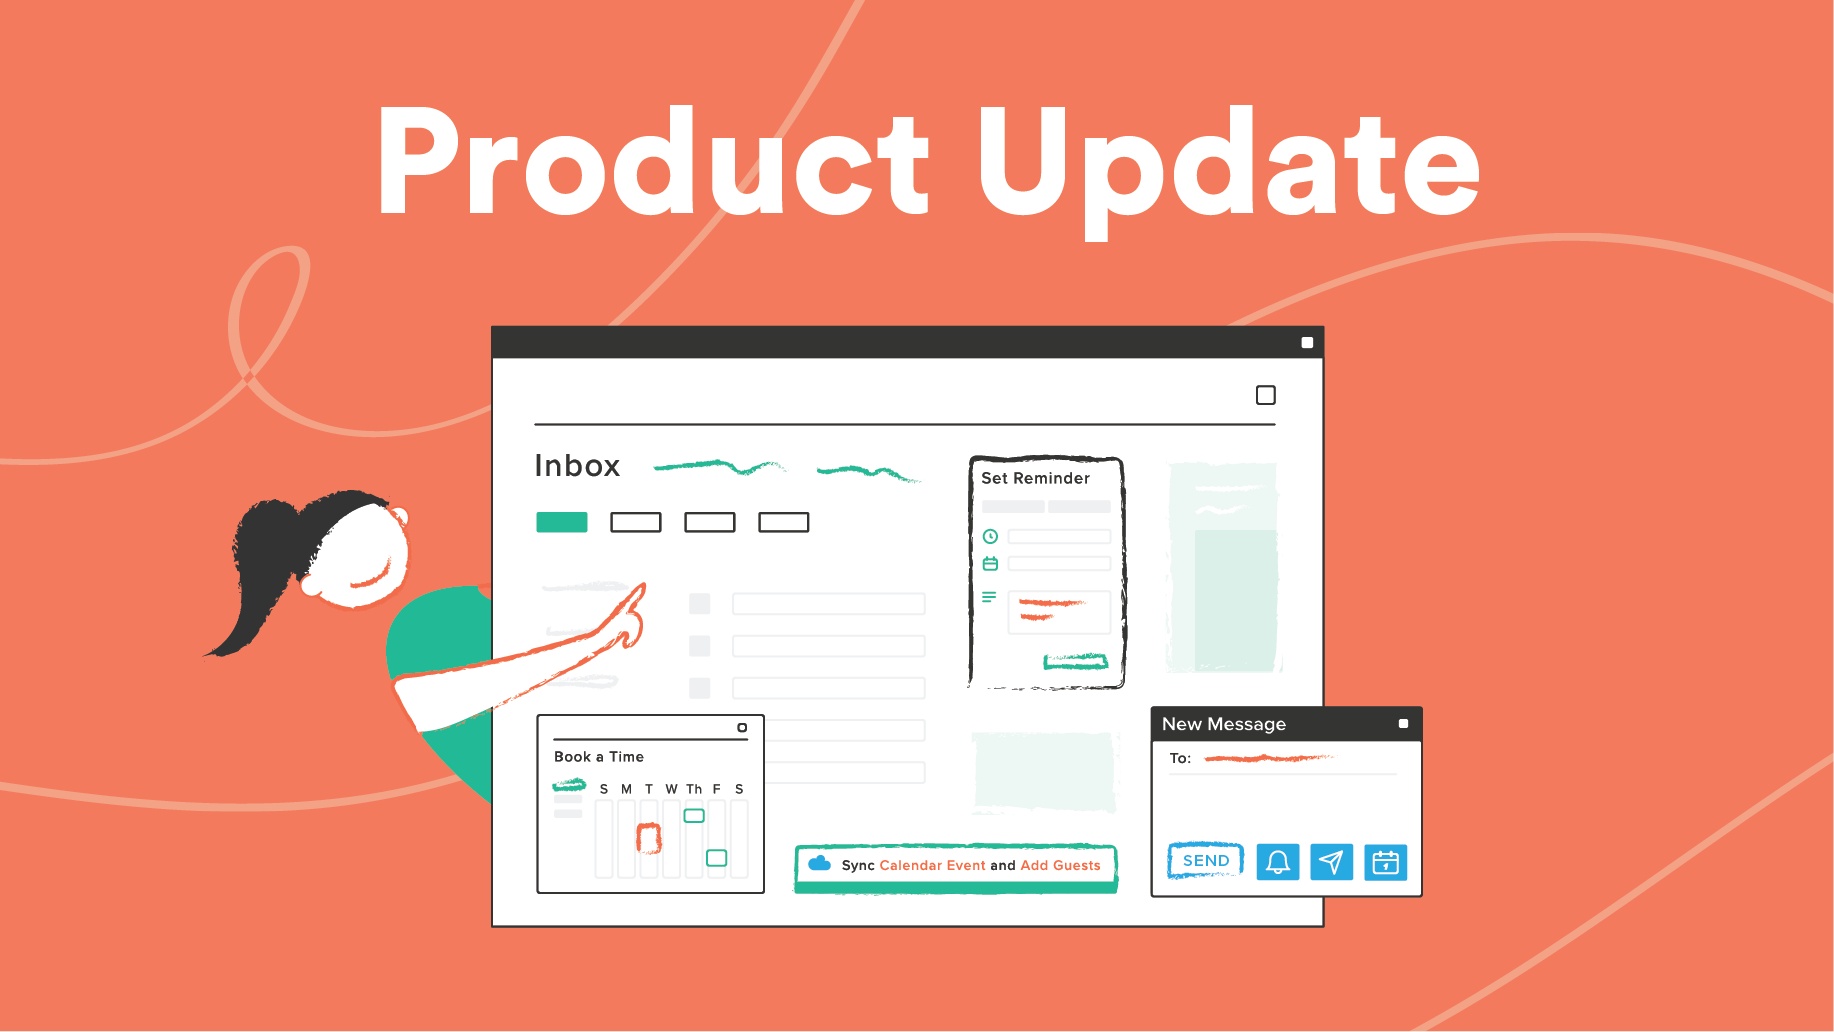 Product Update
Inbox
Set Reminder
New Message
To:
Book a Time
S M T W Th F S
Sync Calendar Event and Add Guests
SEND